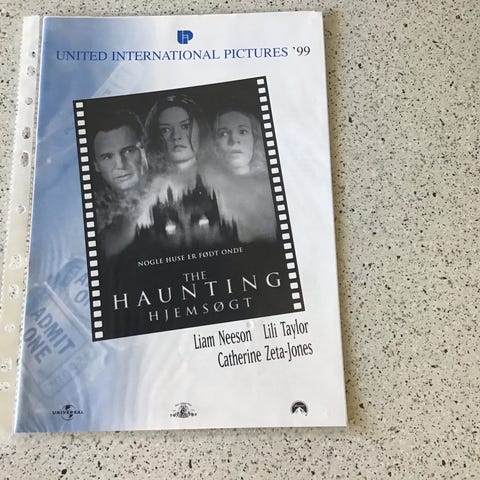 UNITED INTERNATIONAL PICTURES '99
NOGLE HUSE ER FØDT ONDE
THE
HAUNTING
HJEMSØGT
Liam Neeson Lili Taylor
Catherine Zeta-Jones
ADMIT
ONE
UNIVERSAL